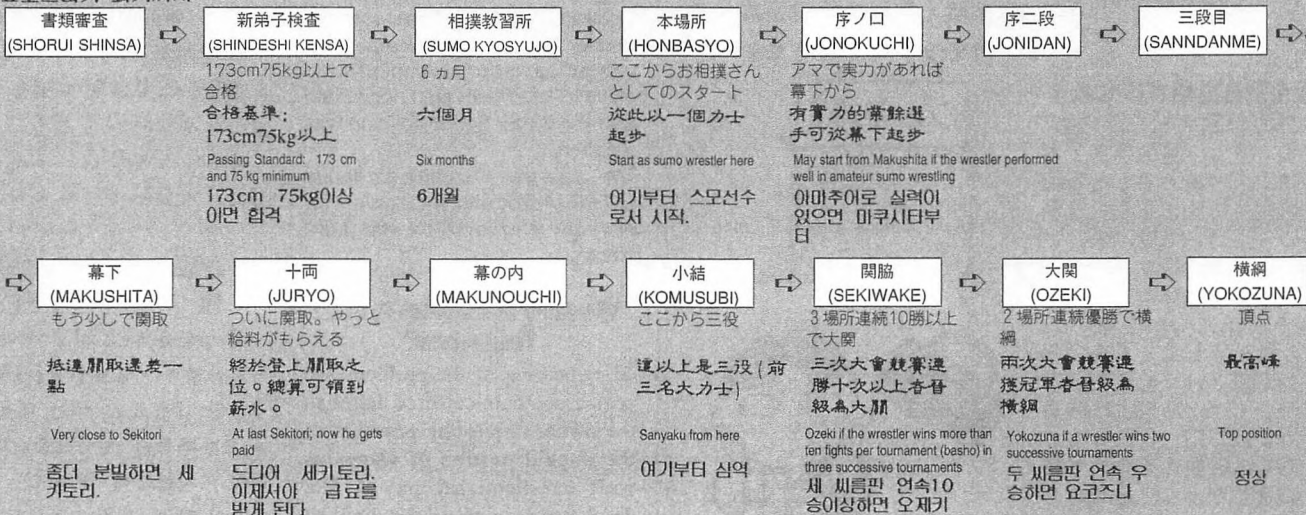 書類審査
(SHORUI SHINSA)
新弟子検査
(SHINDESHI KENSA)
173cm75kg以上で
合格
合格基準:
173cm75kg以上
Passing Standard: 173 cm
and 75 kg minimum
173cm 75kg이상
이면 합격
相撲教習所
(SUMO KYOSYUJO)
6ヵ月
六個月
Six months
6개월
本場所
(HONBASYO)
ここからお相撲さん
としてのスタート
從此以一個力士
起步
Start as sumo wrestler here
여기부터 스모선수
로서 시작.
序ノ口
(JONOKUCHI)
アマで実力があれば
幕下から
有實力的業餘選
手可從幕下起步
May start from Makushita if the wrestler performed
well in amateur sumo wrestling
아마추어로 실력이
있으면 마쿠시타부
터
序二段
(JONIDAN)
三段目
(SANNDANME)
幕下
(MAKUSHITA)
もう少しで関取
抵達關取還差一
點
Very close to Sekitori
좀더 분발하면 세
키토리.
十両
(JURYO)
ついに関取。やっと
給料がもらえる
終於登上關取之
位。總算可領到
薪水。
At last Sekitori; now he gets
paid
드디어 세키토리.
이제서야 급료를
받게 된다
幕の内
(MAKUNOUCHI)
小結
(KOMUSUBI)
ここから三役
這以上是三役(前
三名大力士)
Sanyaku from here
여기부터 삼역
関脇
(SEKIWAKE)
3場所連続10勝以上
で大関
三次大會競賽連
勝十次以上者晉
級為大關
Ozeki if the wrestler wins more than
ten fights per tournament (basho) in
three successive tournaments
세 씨름판 연속10
승이상하면 오제키
大関
(OZEKI)
2場所連続優勝で横
綱
兩次大會競賽連
獲冠軍者晉級為
橫綱
Yokozuna if a wrestler wins two
successive tournaments
두 씨름판 연속 우
승하면 요코즈나
横綱
(YOKOZUNA)
頂点
最高峰
Top position
정상